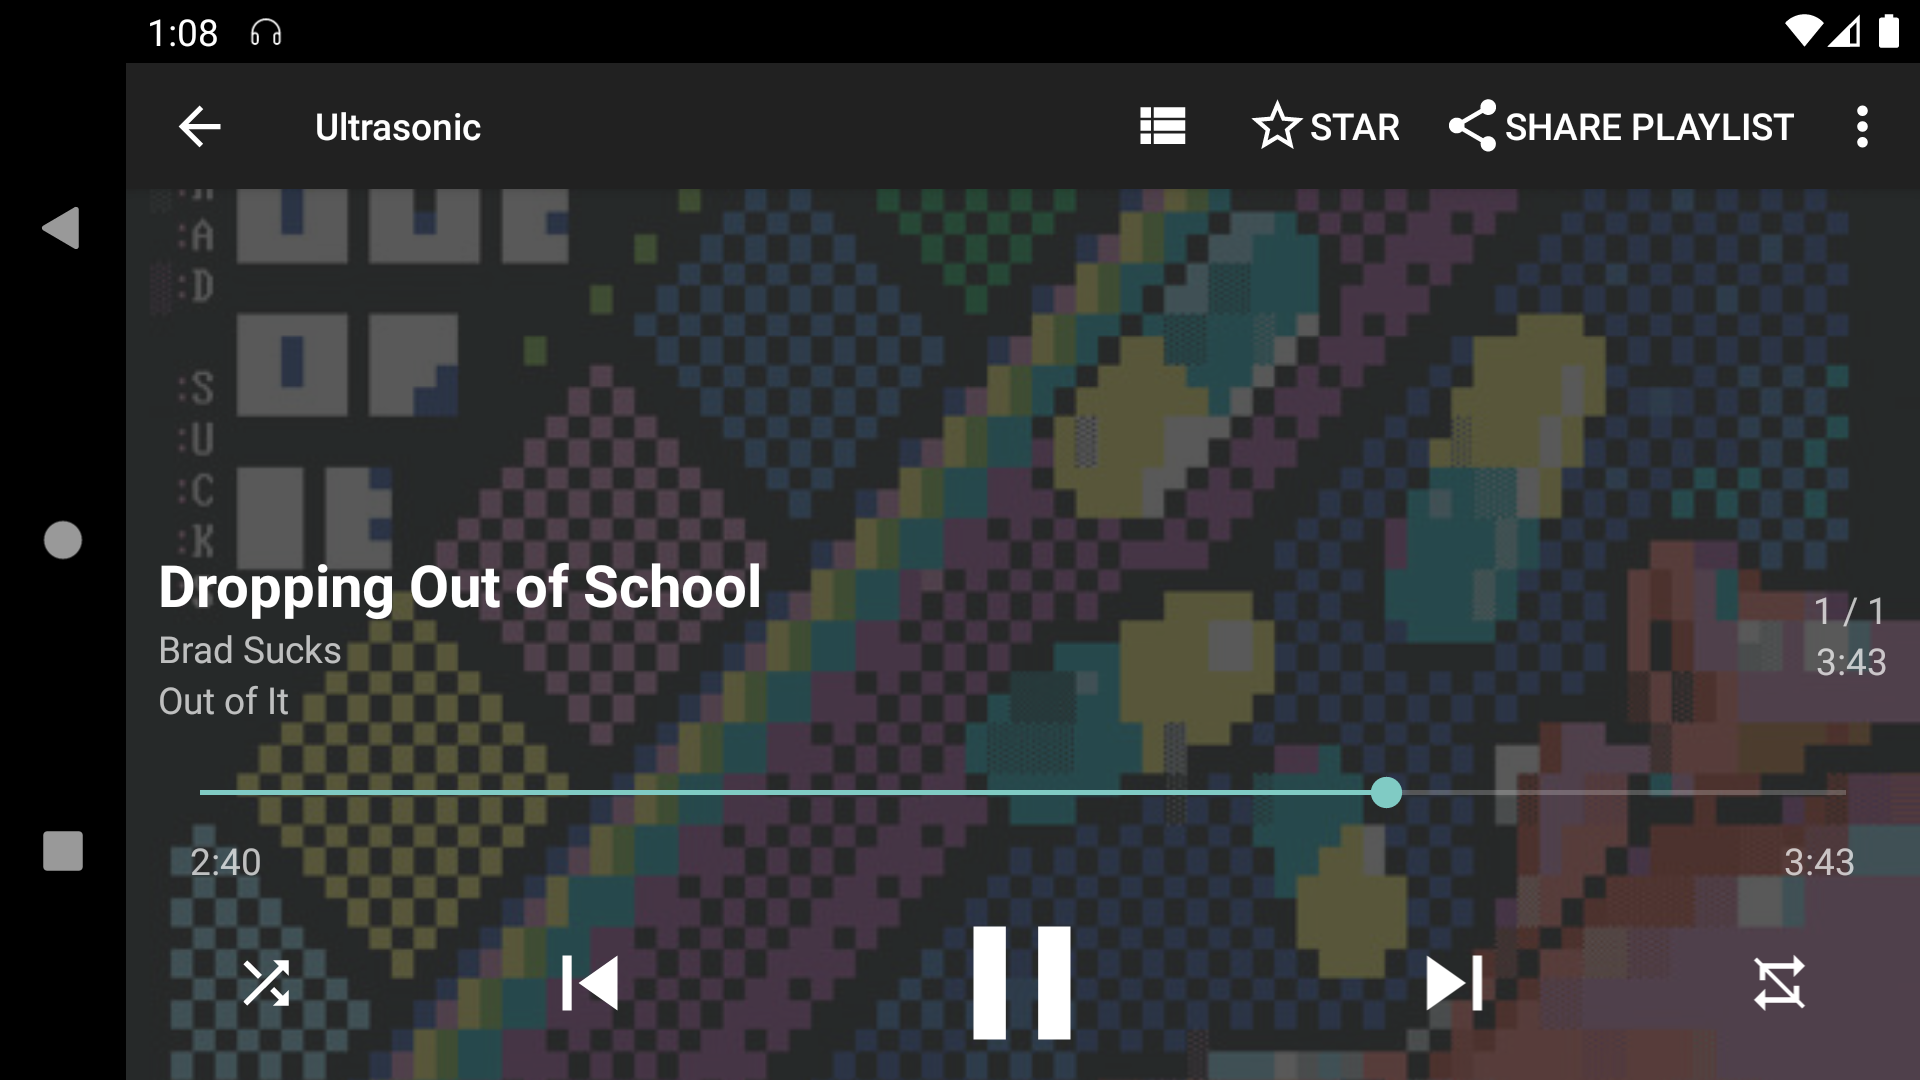 1:08
Ultrasonic
STAR
SHARE PLAYLIST
:A
:D
:S
:U
:C
:K
Dropping Out of School
Brad Sucks
Out of It
1 / 1
3:43
2:40
3:43